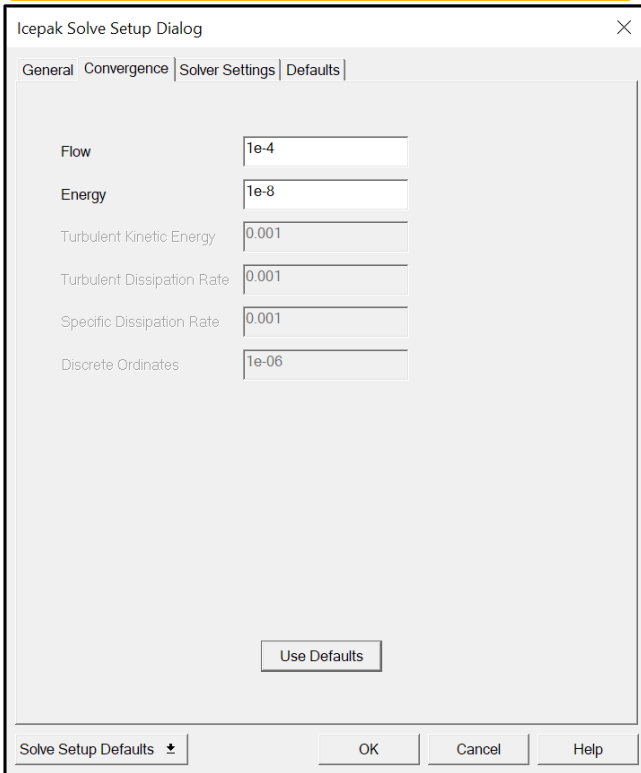 Icepak Solve Setup Dialog
General Convergence Solver Settings Defaults
Flow 1e-4
Energy 1e-8
Turbulent Kinetic Energy 0.001
Turbulent Dissipation Rate 0.001
Specific Dissipation Rate 0.001
Discrete Ordinates 1e-06
Use Defaults
Solve Setup Defaults OK Cancel Help